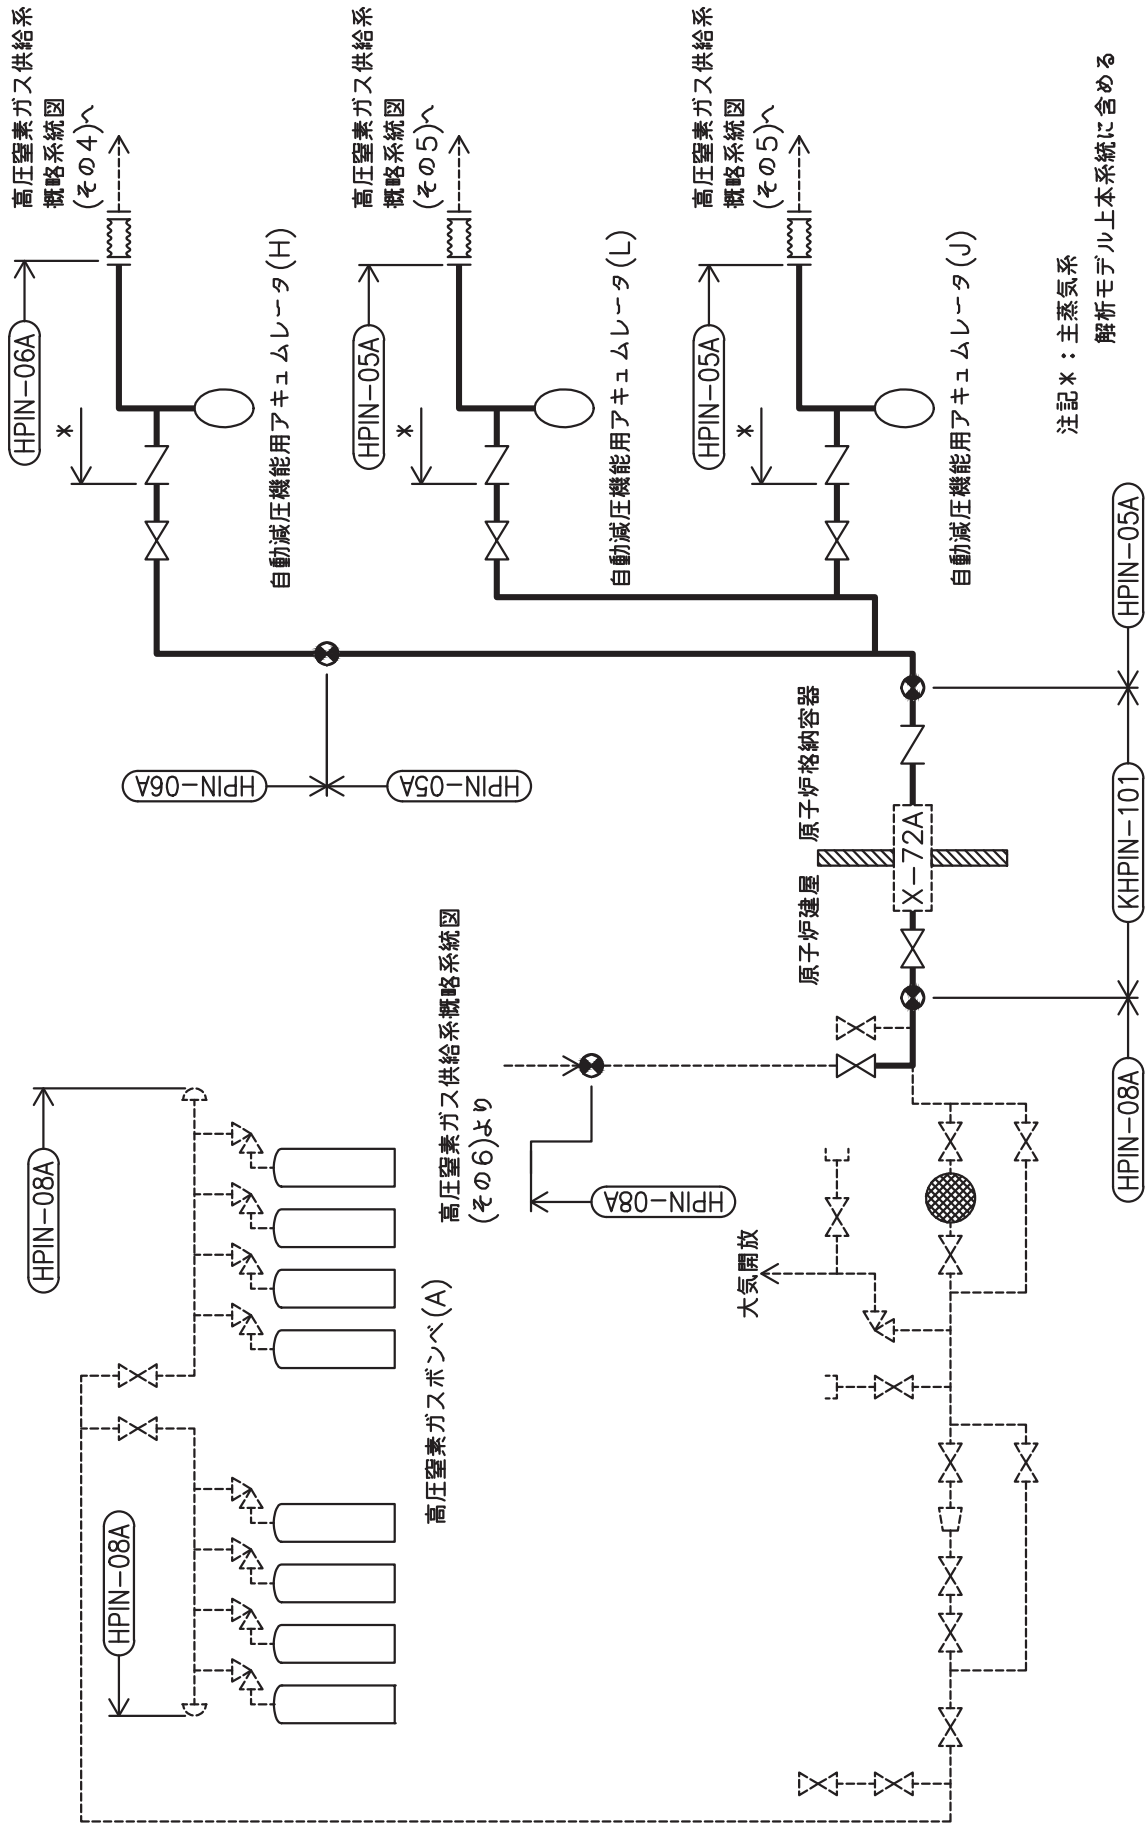 高圧窒素ガス供給系
概略系統図
(その4)へ
HPIN-06A
*
自動減圧機能用アキュムレータ(H)
高圧窒素ガス供給系
概略系統図
(その5)へ
HPIN-05A
*
自動減圧機能用アキュムレータ(L)
高圧窒素ガス供給系
概略系統図
(その5)へ
HPIN-05A
*
自動減圧機能用アキュムレータ(J)
注記*：主蒸気系
解析モデル上本系統に含める
HPIN-06A
HPIN-05A
原子炉建屋
原子炉格納容器
X-72A
HPIN-08A
KHPIN-101
HPIN-05A
高圧窒素ガス供給系概略系統図
(その6)より
HPIN-08A
HPIN-08A
HPIN-08A
高圧窒素ガスボンベ(A)
大気開放